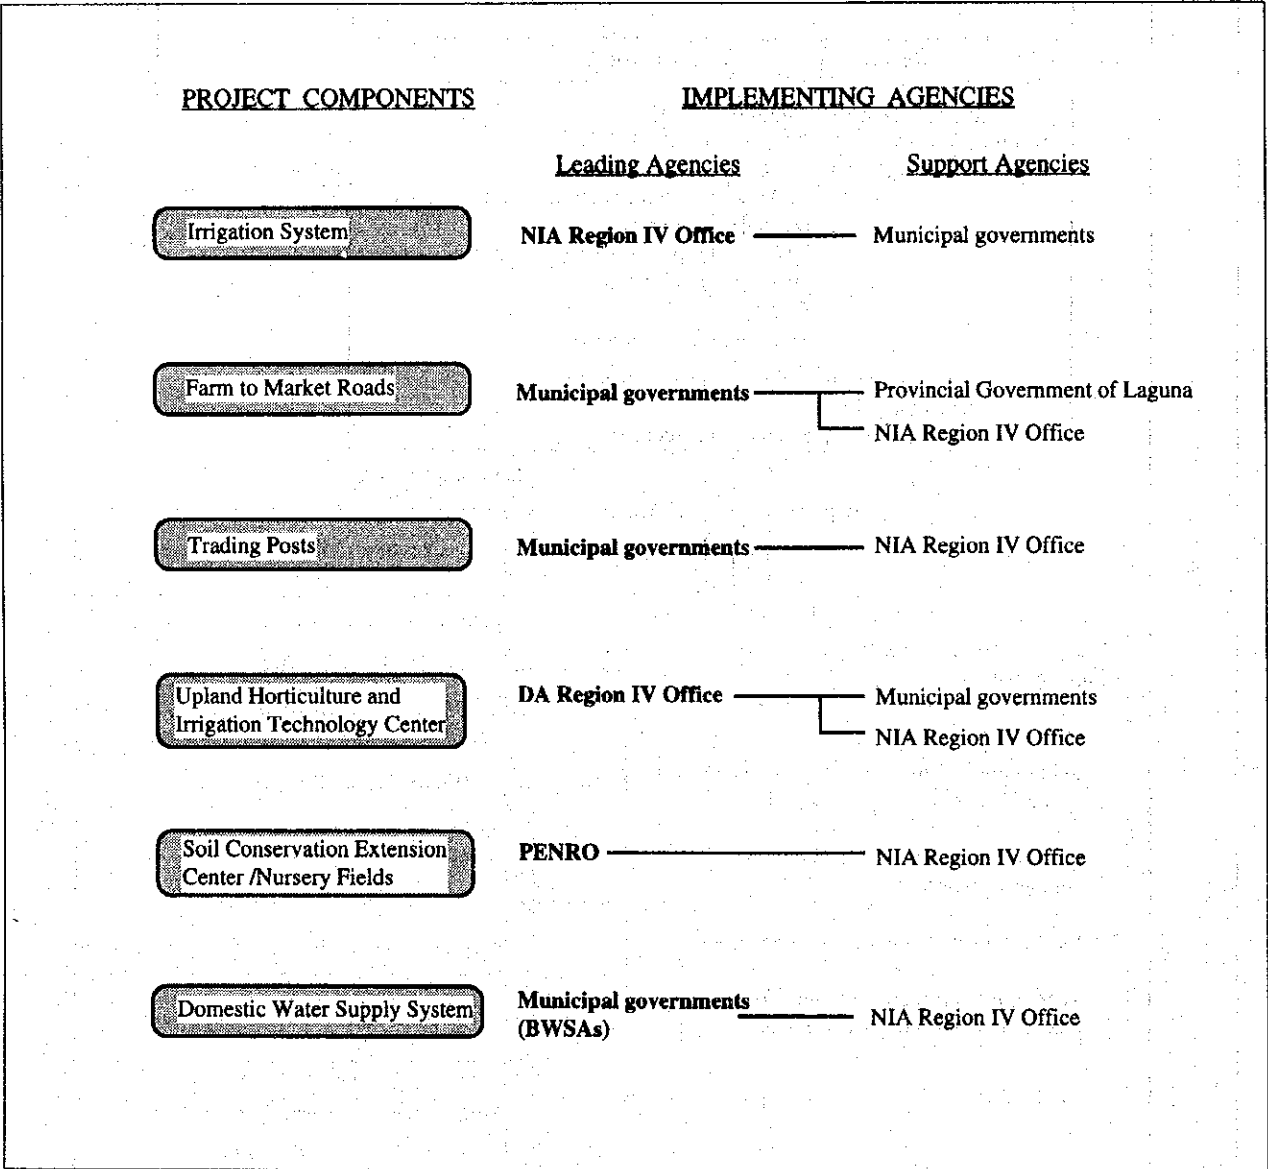 PROJECT COMPONENTS
IMPLEMENTING AGENCIES
Leading Agencies
Support Agencies
Irrigation System
NIA Region IV Office
Municipal governments
Farm to Market Roads
Municipal governments
Provincial Government of Laguna
NIA Region IV Office
Trading Posts
Municipal governments
NIA Region IV Office
Upland Horticulture and
Irrigation Technology Center
DA Region IV Office
Municipal governments
NIA Region IV Office
Soil Conservation Extension
Center /Nursery Fields
PENRO
NIA Region IV Office
Domestic Water Supply System
Municipal governments
(BWSAs)
NIA Region IV Office